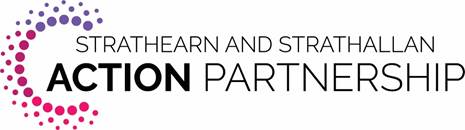 STRATHEARN AND STRATHALLAN
ACTION PARTNERSHIP